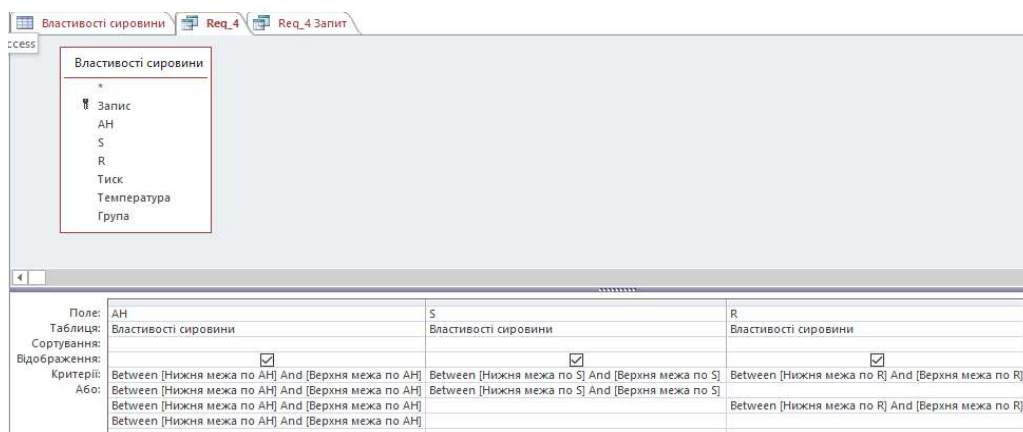 Властивості сировини Req_4 Req_4 Запит
ccess
Властивості сировини
*
Запис
AH
S
R
Тиск
Температура
Група
Поле: AH S R
Таблиця: Властивості сировини Властивості сировини Властивості сировини
Сортування:
Відображення:
Критерії: Between [Нижня межа по AH] And [Верхня межа по AH] Between [Нижня межа по S] And [Верхня межа по S] Between [Нижня межа по R] And [Верхня межа по R]
Або: Between [Нижня межа по AH] And [Верхня межа по AH] Between [Нижня межа по S] And [Верхня межа по S]
Between [Нижня межа по AH] And [Верхня межа по AH] Between [Нижня межа по R] And [Верхня межа по R]
Between [Нижня межа по AH] And [Верхня межа по AH]